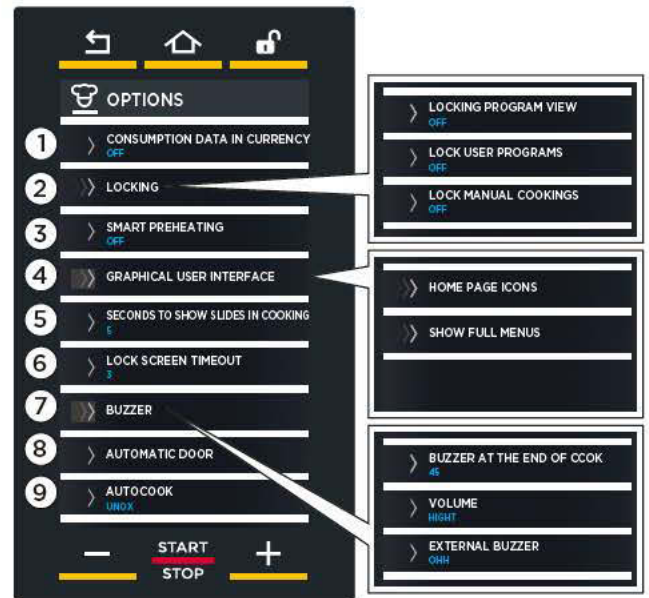 OPTIONS
1
CONSUMPTION DATA IN CURRENCY
OFF
2
LOCKING
3
SMART PREHEATING
OFF
4
GRAPHICAL USER INTERFACE
5
SECONDS TO SHOW SLIDES IN COOKING
5
6
LOCK SCREEN TIMEOUT
3
7
BUZZER
8
AUTOMATIC DOOR
9
AUTOCOOK
UNOX
START
STOP
LOCKING PROGRAM VIEW
OFF
LOCK USER PROGRAMS
OFF
LOCK MANUAL COOKINGS
OFF
HOME PAGE ICONS
SHOW FULL MENUS
BUZZER AT THE END OF CCOK
45
VOLUME
HIGHT
EXTERNAL BUZZER
OHH